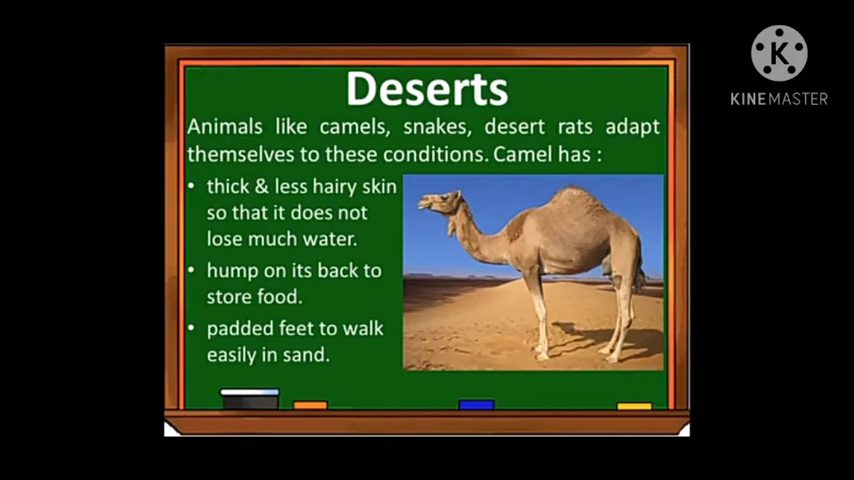 Deserts
Animals like camels, snakes, desert rats adapt
themselves to these conditions. Camel has :
• thick & less hairy skin
so that it does not
lose much water.
• hump on its back to
store food.
• padded feet to walk
easily in sand.
K
KINEMASTER